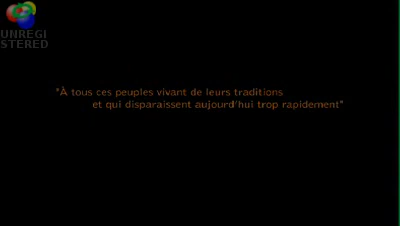 UNREGI
STERED
"À tous ces peuples vivant de leurs traditions
et qui disparaissent aujourd'hui trop rapidement"